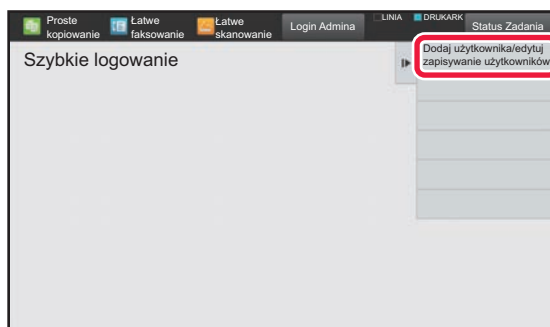 Proste
kopiowanie
Łatwe
faksowanie
Łatwe
skanowanie
Login Admina
LINIA
DRUKARK
Status Zadania
Szybkie logowanie
Dodaj użytkownika/edytuj
zapisywanie użytkowników